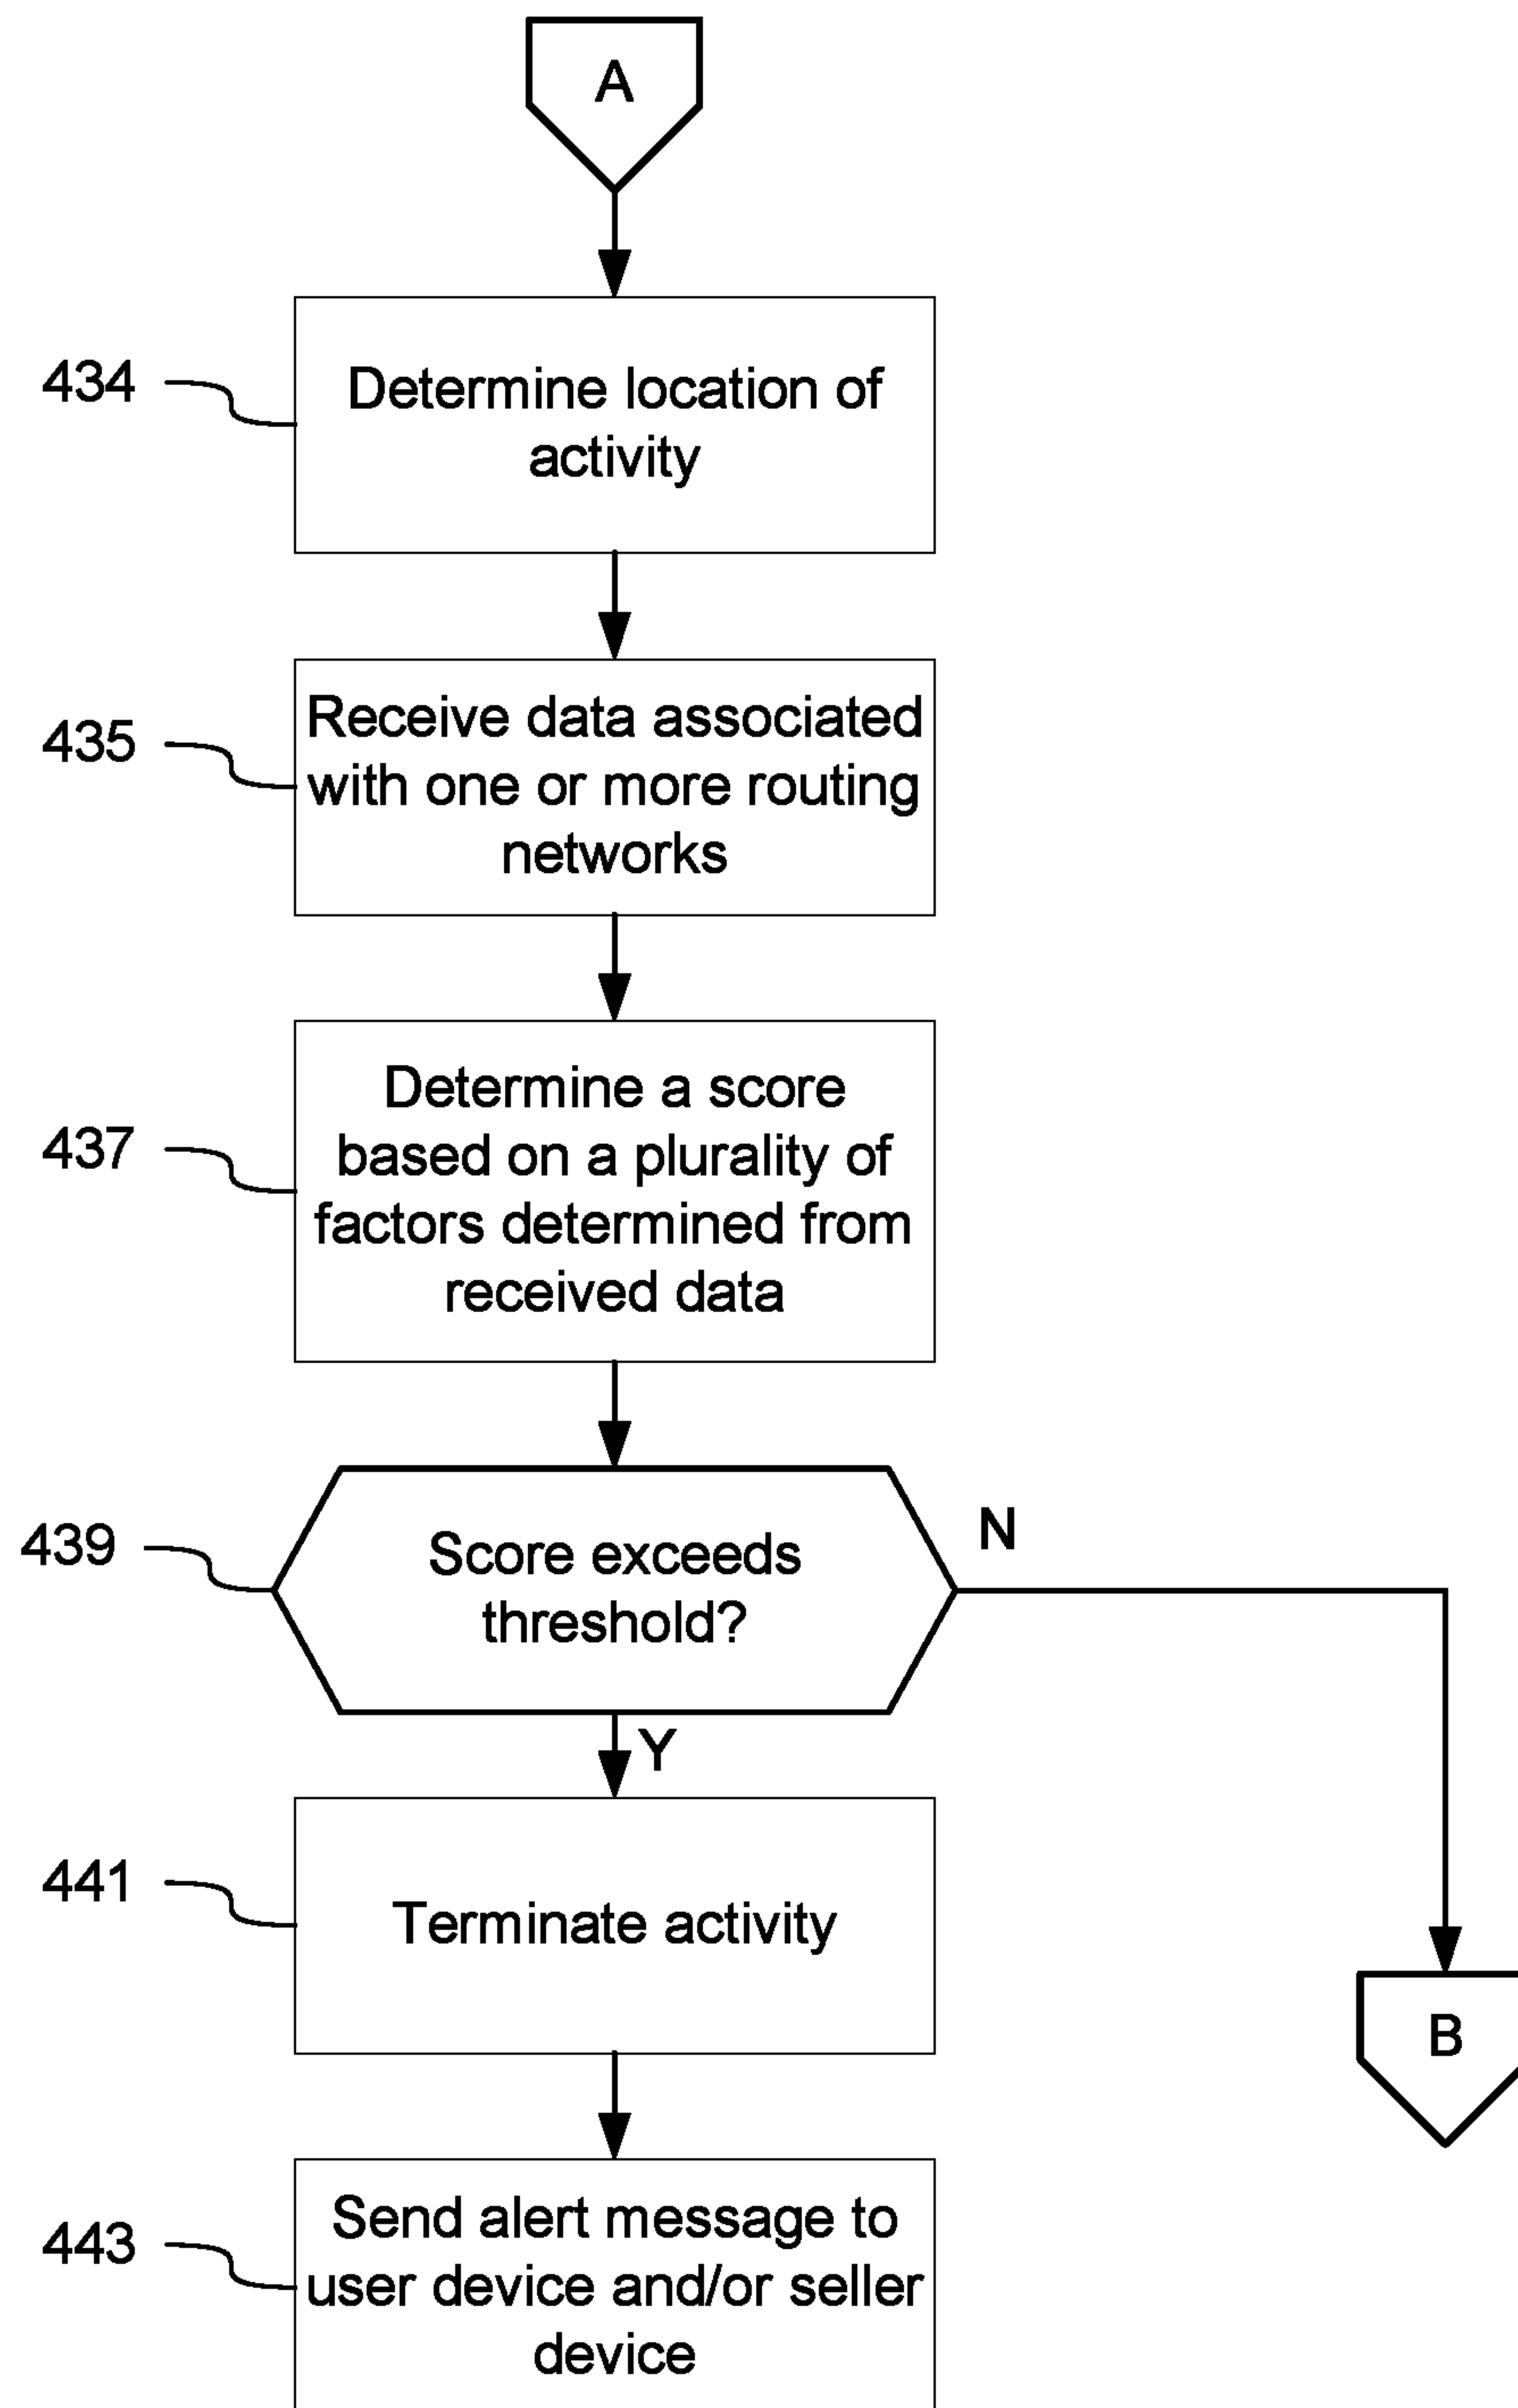 A
434
Determine location of
activity
435
Receive data associated
with one or more routing
networks
437
Determine a score
based on a plurality of
factors determined from
received data
439
Score exceeds
threshold?
N
Y
441
Terminate activity
B
443
Send alert message to
user device and/or seller
device